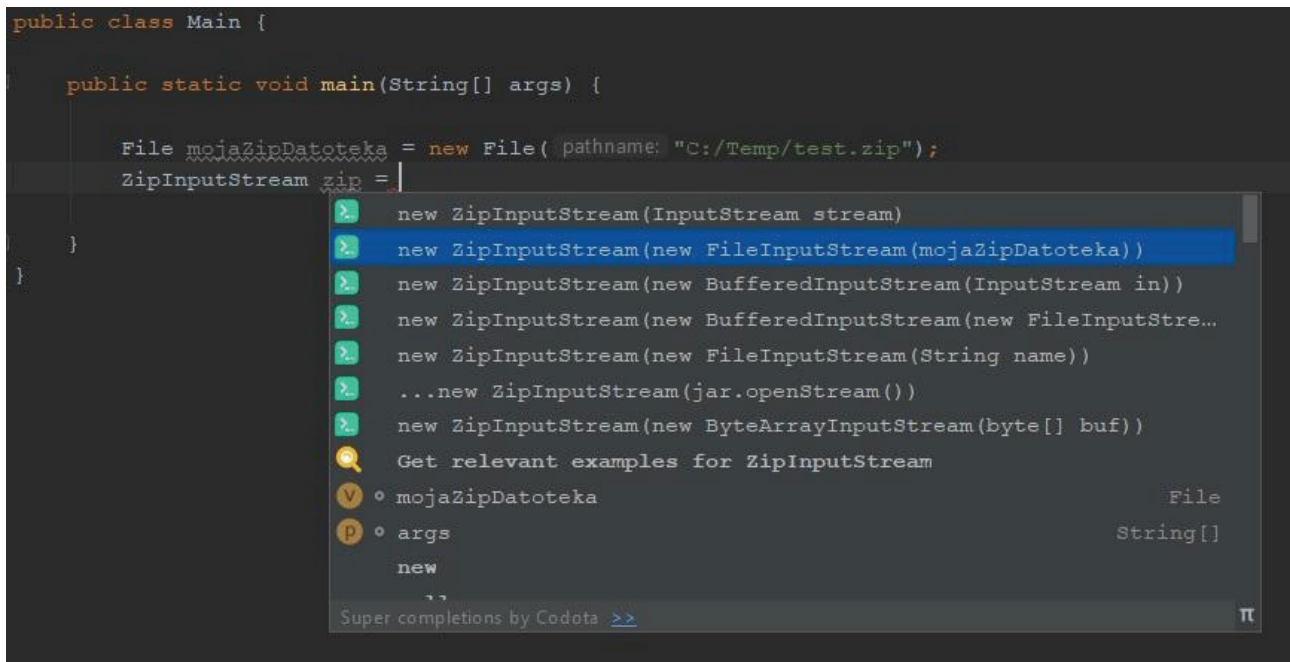 public class Main {
public static void main(String[] args) {
File mojaZipDatoteka = new File( pathname: "C:/Temp/test.zip");
ZipInputStream zip =
new ZipInputStream(InputStream stream)
}
new ZipInputStream(new FileInputStream(mojaZipDatoteka))
}
new ZipInputStream(new BufferedInputStream(InputStream in))
new ZipInputStream(new BufferedInputStream(new FileInputStre...
new ZipInputStream(new FileInputStream(String name))
...new ZipInputStream(jar.openStream())
new ZipInputStream(new ByteArrayInputStream(byte[] buf))
Get relevant examples for ZipInputStream
V mojaZipDatoteka File
p args String[]
new
Super completions by Codota >> π